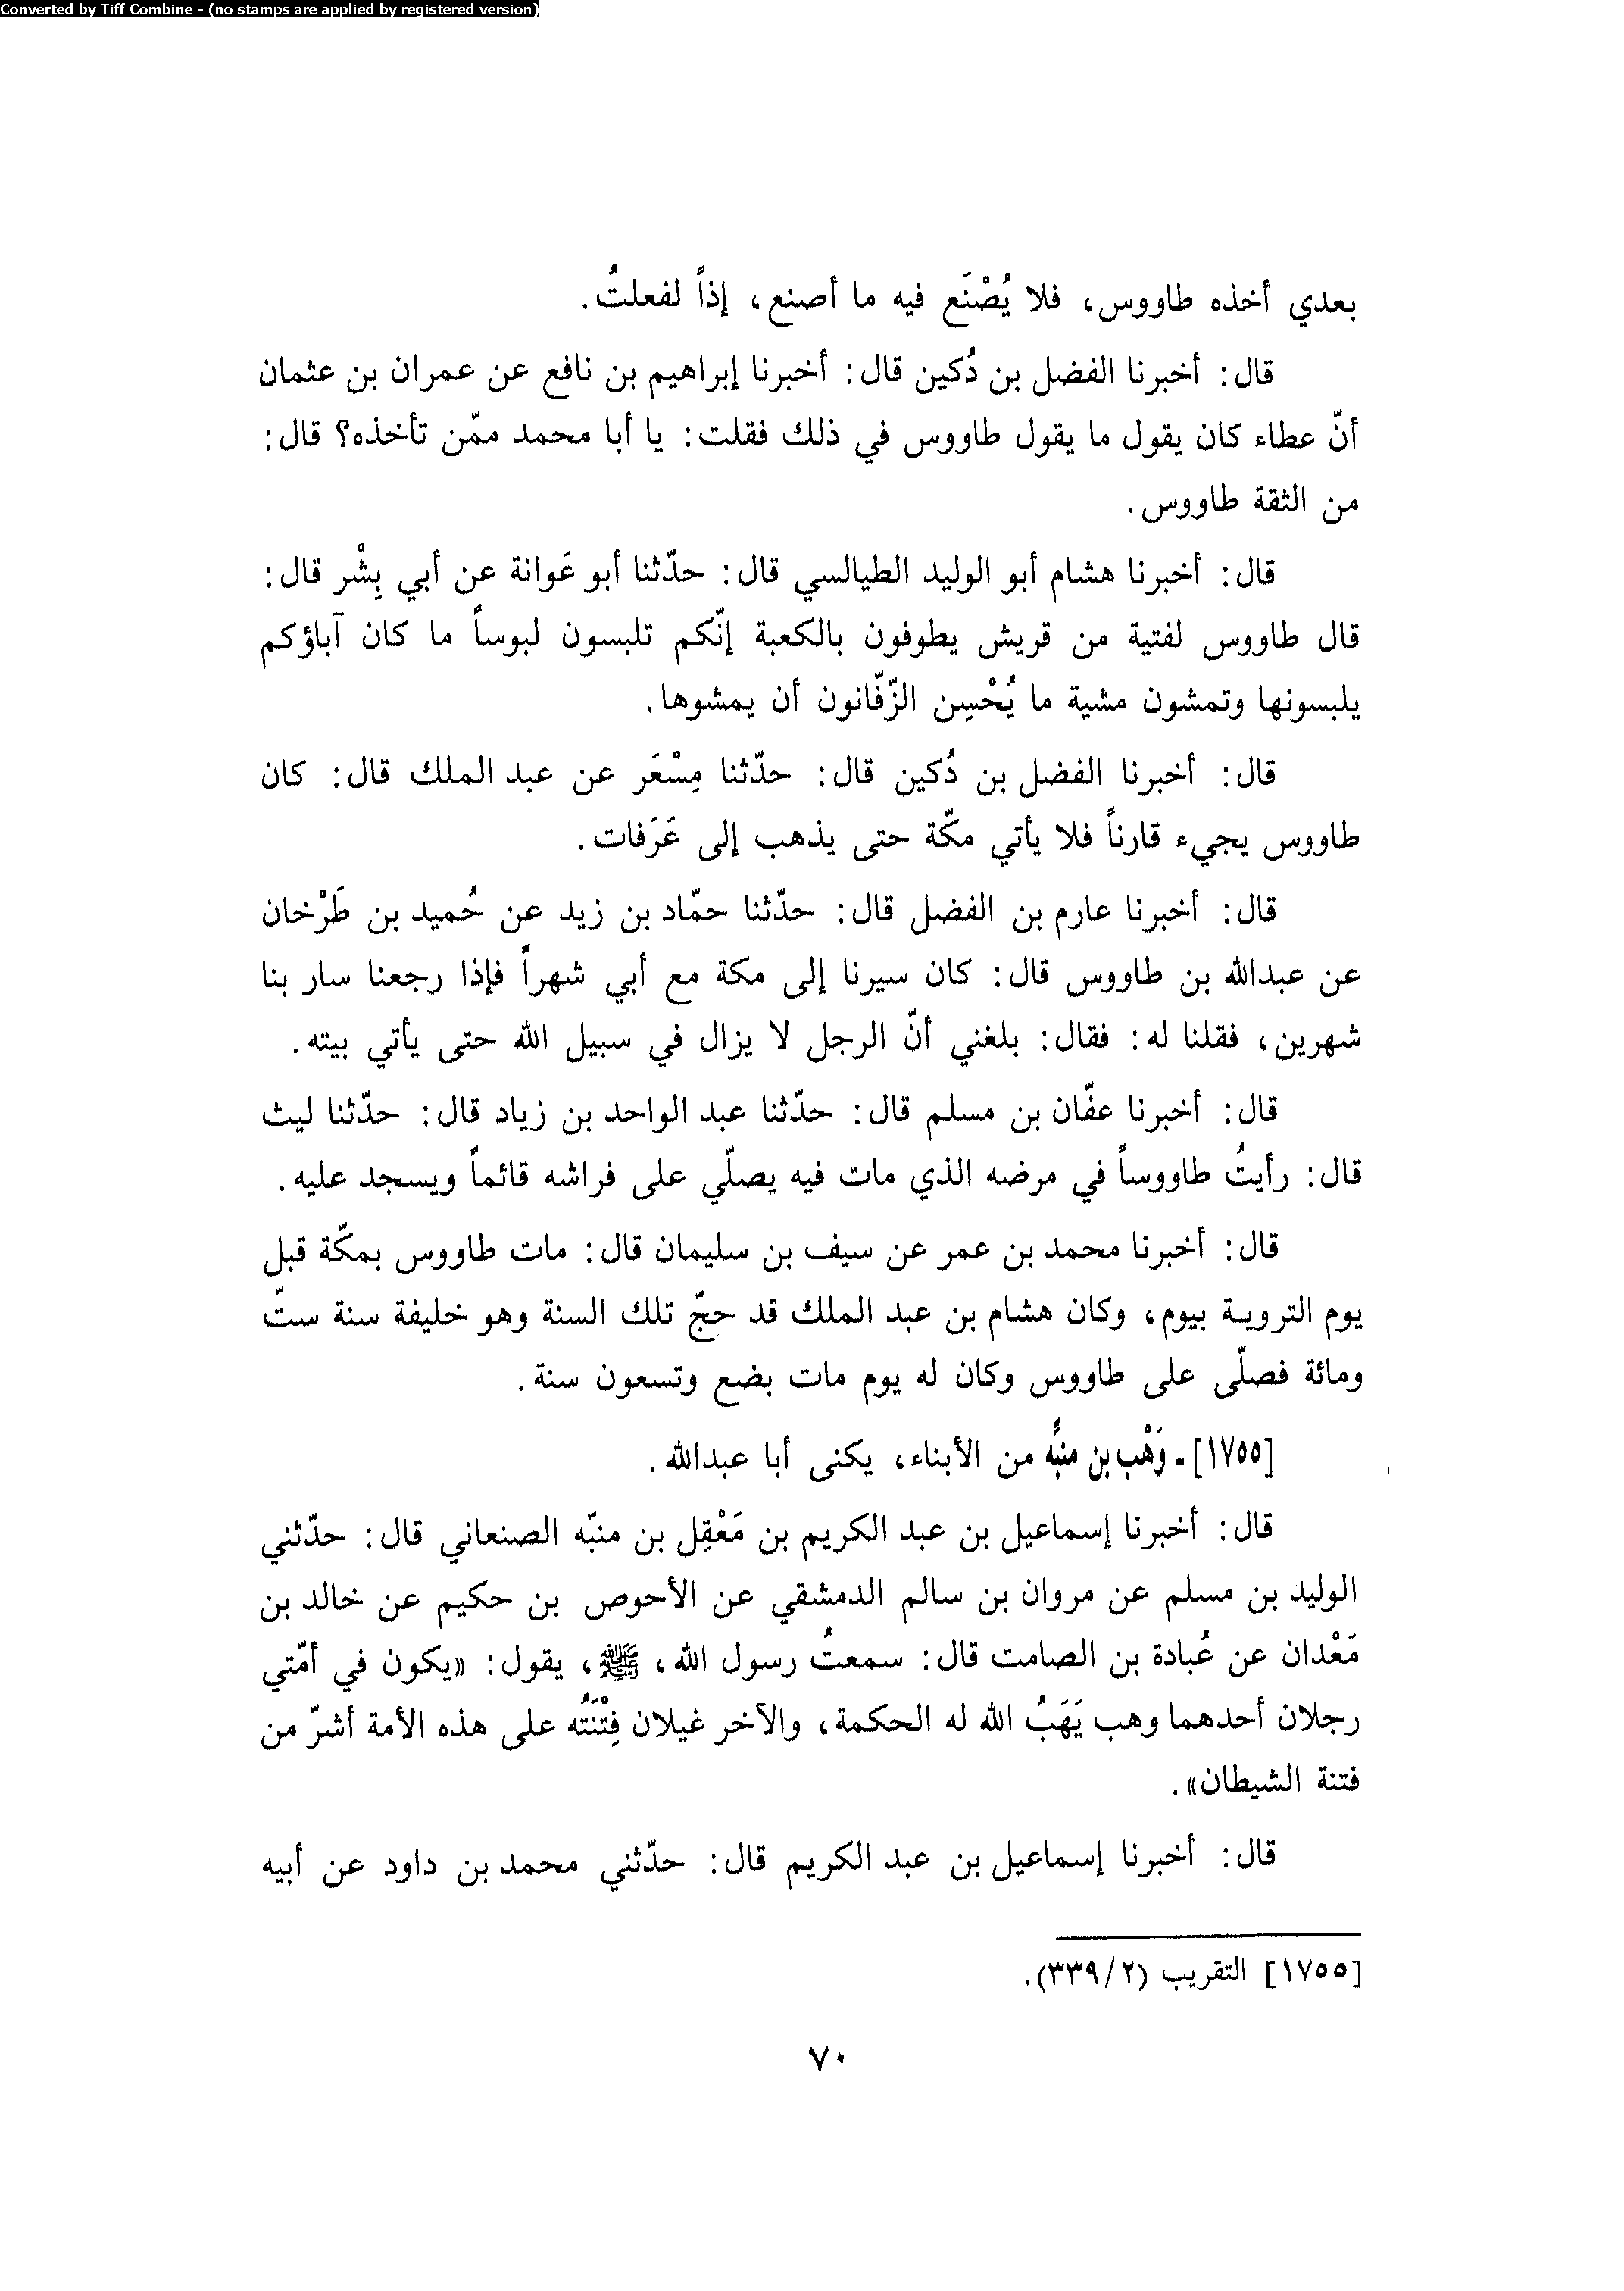 Converted by Tiff Combine - (no stamps are applied by registered version)
بعدي أخذه طاووس، فلا يُصْنَع فيه ما أصنع، إذاً لفعلتُ.
قال: أخبرنا الفضل بن دُكين قال: أخبرنا إبراهيم بن نافع عن عمران بن عثمان
أنّ عطاء كان يقول ما يقول طاووس في ذلك فقلت: يا أبا محمد ممّن تأخذه؟ قال:
من الثقة طاووس.
قال: أخبرنا هشام أبو الوليد الطيالسي قال: حدّثنا أبو عَوانة عن أبي بِشْر قال:
قال طاووس لفتية من قريش يطوفون بالكعبة إنّكم تلبسون لبوساً ما كان آباؤكم
يلبسونها وتمشون مشية ما يُحْسِن الزّفّانون أن يمشوها.
قال: أخبرنا الفضل بن دُكين قال: حدّثنا مِسْعَر عن عبد الملك قال: كان
طاووس يجيء قارناً فلا يأتي مكّة حتى يذهب إلى عَرَفات.
قال: أخبرنا عارم بن الفضل قال: حدّثنا حمّاد بن زيد عن حُميد بن طَرْخان
عن عبدالله بن طاووس قال: كان سيرنا إلى مكة مع أبي شهراً فإذا رجعنا سار بنا
شهرين، فقلنا له: فقال: بلغني أنّ الرجل لا يزال في سبيل الله حتى يأتي بيته.
قال: أخبرنا عفّان بن مسلم قال: حدّثنا عبد الواحد بن زياد قال: حدّثنا ليث
قال: رأيتُ طاووساً في مرضه الذي مات فيه يصلّي على فراشه قائماً ويسجد عليه.
قال: أخبرنا محمد بن عمر عن سيف بن سليمان قال: مات طاووس بمكّة قبل
يوم التروية بيوم، وكان هشام بن عبد الملك قد حجّ تلك السنة وهو خليفة سنة ستّ
ومائة فصلّى على طاووس وكان له يوم مات بضع وتسعون سنة.
[١٧٥٥] - وَهْب بن منبُّه من الأبناء، يكنى أبا عبدالله.
قال: أخبرنا إسماعيل بن عبد الكريم بن مَعْقِل بن منبّه الصنعاني قال: حدّثني
الوليد بن مسلم عن مروان بن سالم الدمشقي عن الأحوص بن حكيم عن خالد بن
مَعْدان عن عُبادة بن الصامت قال: سمعتُ رسول الله، ﷺ، يقول: «يكون في أمّتي
رجلان أحدهما وهب يَهَبُ الله له الحكمة، والآخر غيلان فِتْنَتُه على هذه الأمة أشرّ من
فتنة الشيطان».
قال: أخبرنا إسماعيل بن عبد الكريم قال: حدّثني محمد بن داود عن أبيه
[١٧٥٥] التقريب (٣٣٩/٢).
٧٠